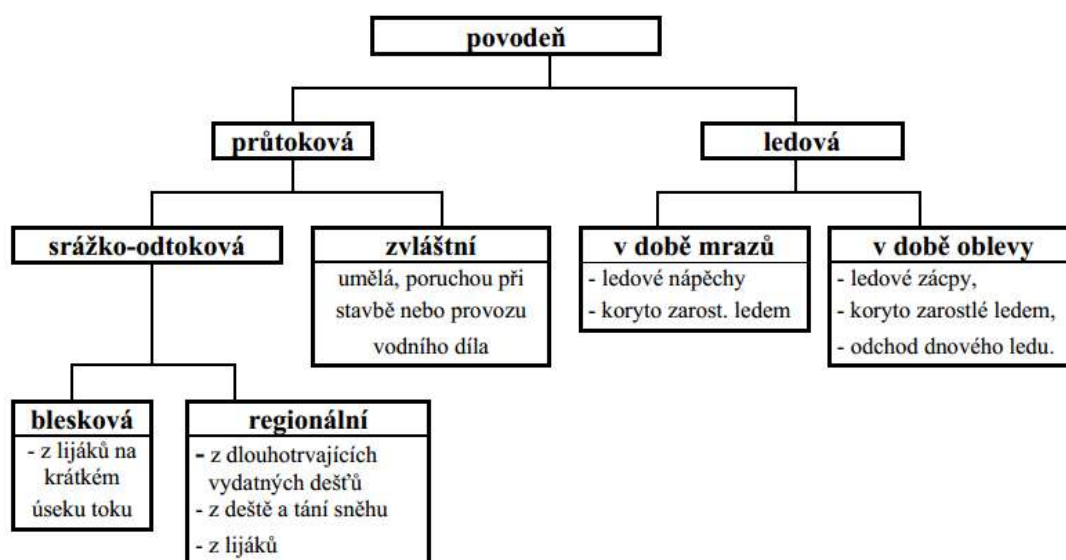 povodeň
průtoková
ledová
srážko-odtoková
zvláštní
umělá, poruchou při
stavbě nebo provozu
vodního díla
v době mrazů
- ledové nápěchy
- koryto zarost. ledem
v době oblevy
- ledové zácpy,
- koryto zarostlé ledem,
- odchod dnového ledu.
blesková
- z lijáků na
krátkém
úseku toku
regionální
- z dlouhotrvajících
vydatných dešťů
- z deště a tání sněhu
- z lijáků